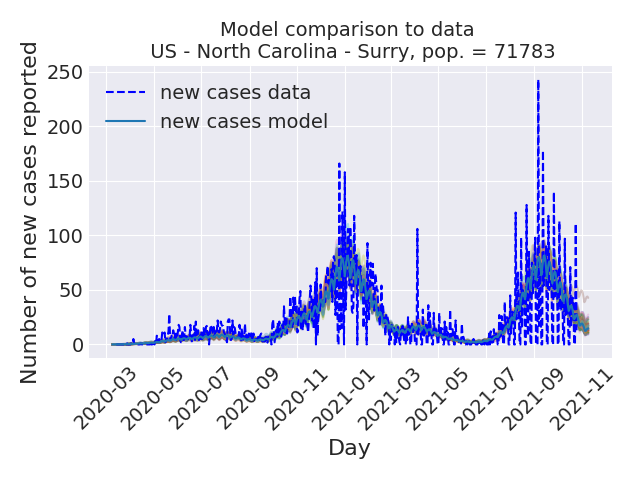 Model comparison to data
US - North Carolina - Surry, pop. = 71783
Number of new cases reported
250
200
150
100
50
0
new cases data
new cases model
2020-03
2020-05
2020-07
2020-09
2020-11
2021-01
2021-03
2021-05
2021-07
2021-09
2021-11
Day